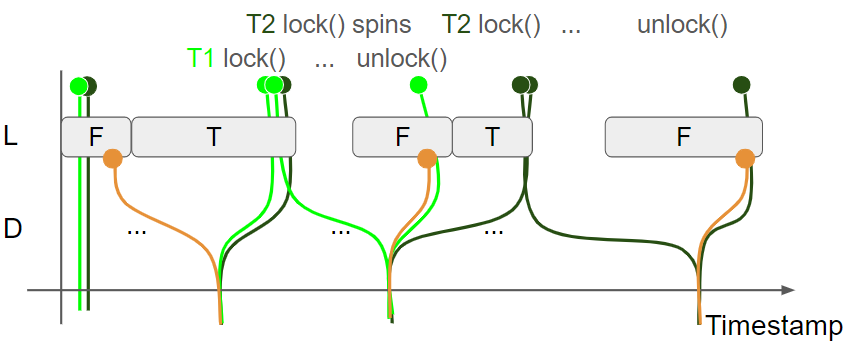 T2 lock() spins T2 lock() ... unlock()
T1 lock() ... unlock()
L F T F T F
D ... ... ...
Timestamp